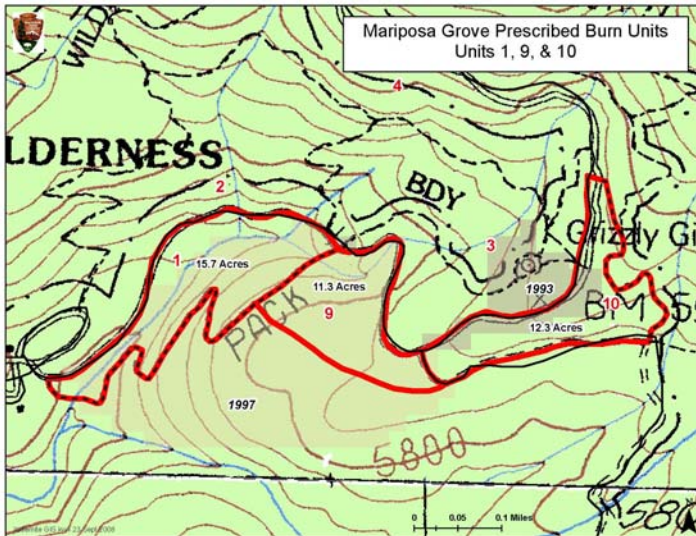 Mariposa Grove Prescribed Burn Units
Units 1, 9, & 10
WILD
4
LDERNESS
2
BDY
3
Grizzly Gi
1
15.7 Acres
11.3 Acres
1993
10
9
PACK
12.3 Acres
1997
5800
0 0.05 0.1 Miles
580